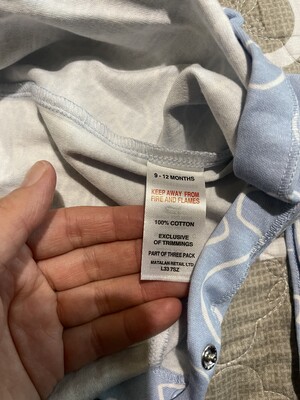 9 - 12 MONTHS
KEEP AWAY FROM
FIRE AND FLAMES
100% COTTON
EXCLUSIVE
OF TRIMMINGS
PART OF THREE PACK
MATALAN RETAIL LTD.
L33 7SZ